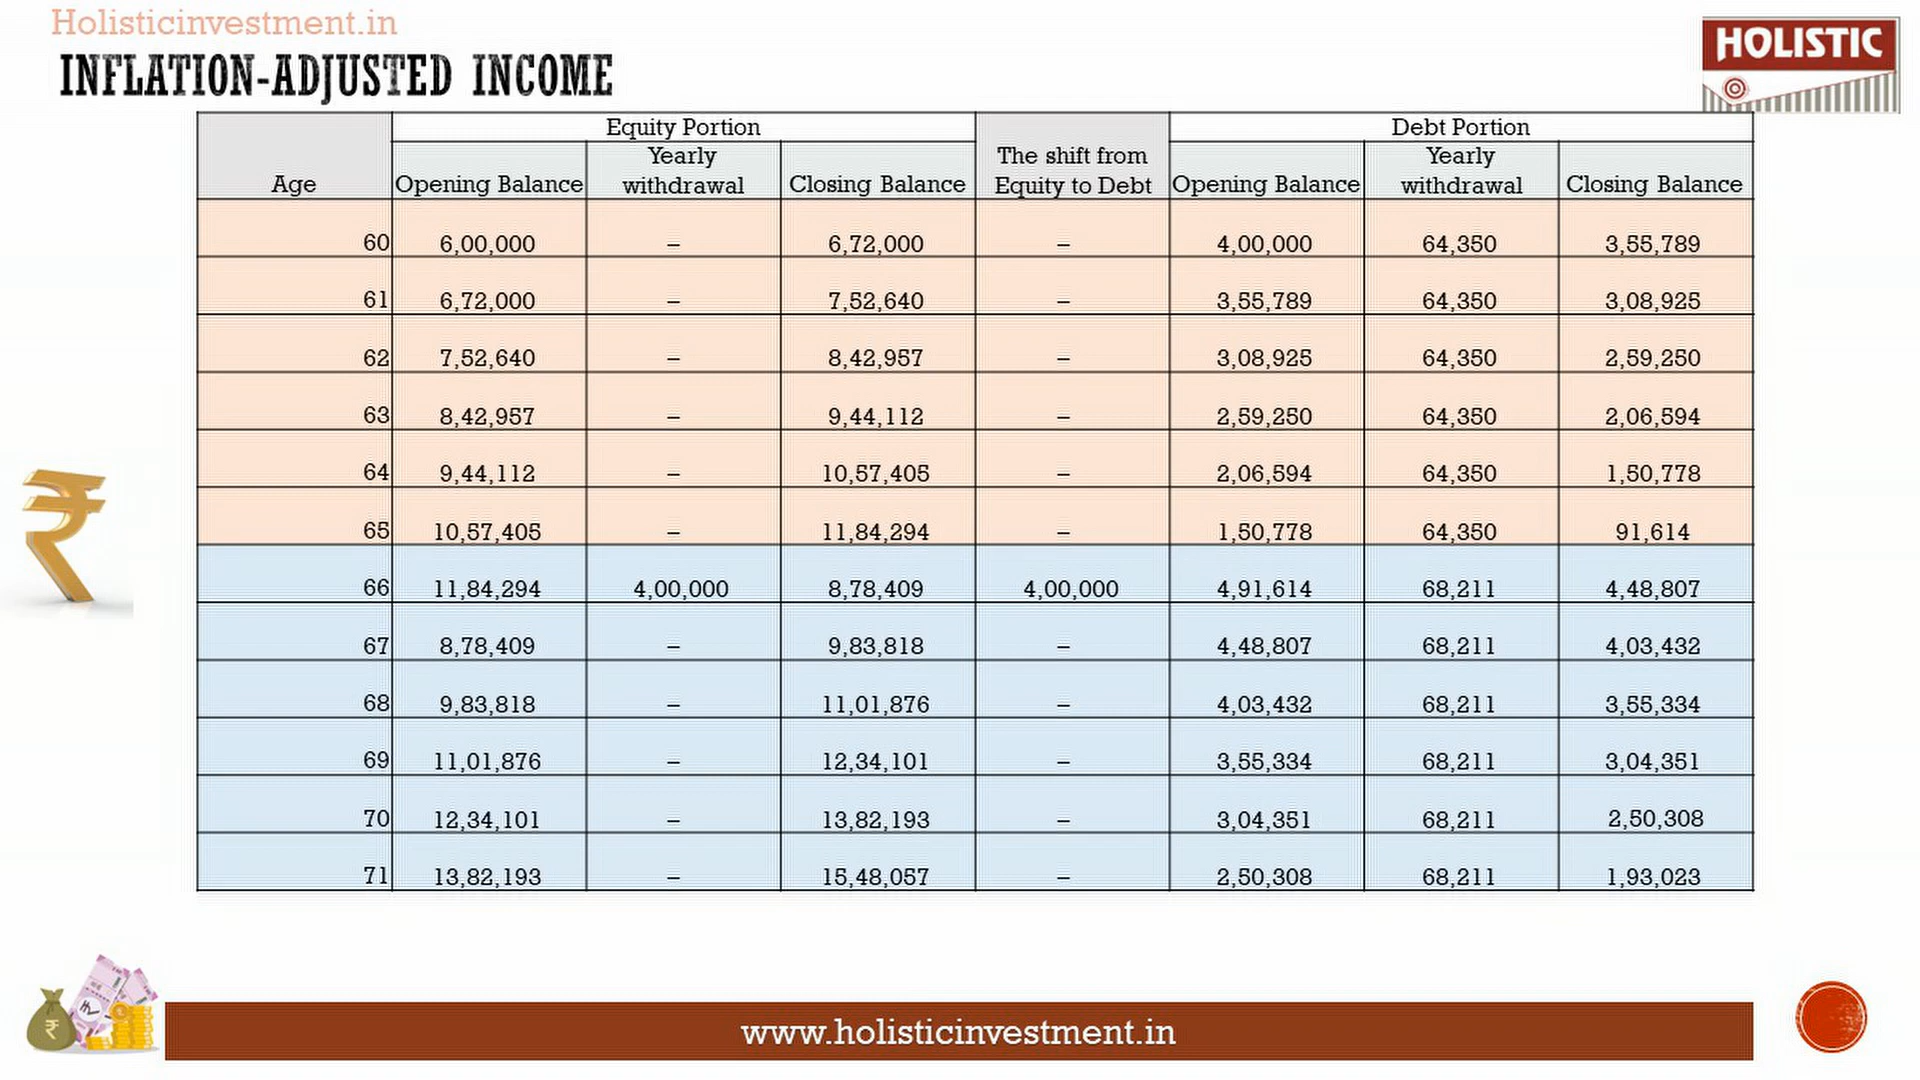 Holisticinvestment.in
INFLATION-ADJUSTED INCOME
HOLISTIC
Age
Equity Portion
Opening Balance
Yearly
withdrawal
Closing Balance
The shift from
Equity to Debt
Debt Portion
Opening Balance
Yearly
withdrawal
Closing Balance
60 6,00,000 – 6,72,000 – 4,00,000 64,350 3,55,789
61 6,72,000 – 7,52,640 – 3,55,789 64,350 3,08,925
62 7,52,640 – 8,42,957 – 3,08,925 64,350 2,59,250
63 8,42,957 – 9,44,112 – 2,59,250 64,350 2,06,594
64 9,44,112 – 10,57,405 – 2,06,594 64,350 1,50,778
65 10,57,405 – 11,84,294 – 1,50,778 64,350 91,614
66 11,84,294 4,00,000 8,78,409 4,00,000 4,91,614 68,211 4,48,807
67 8,78,409 – 9,83,818 – 4,48,807 68,211 4,03,432
68 9,83,818 – 11,01,876 – 4,03,432 68,211 3,55,334
69 11,01,876 – 12,34,101 – 3,55,334 68,211 3,04,351
70 12,34,101 – 13,82,193 – 3,04,351 68,211 2,50,308
71 13,82,193 – 15,48,057 – 2,50,308 68,211 1,93,023
₹
₹
www.holisticinvestment.in